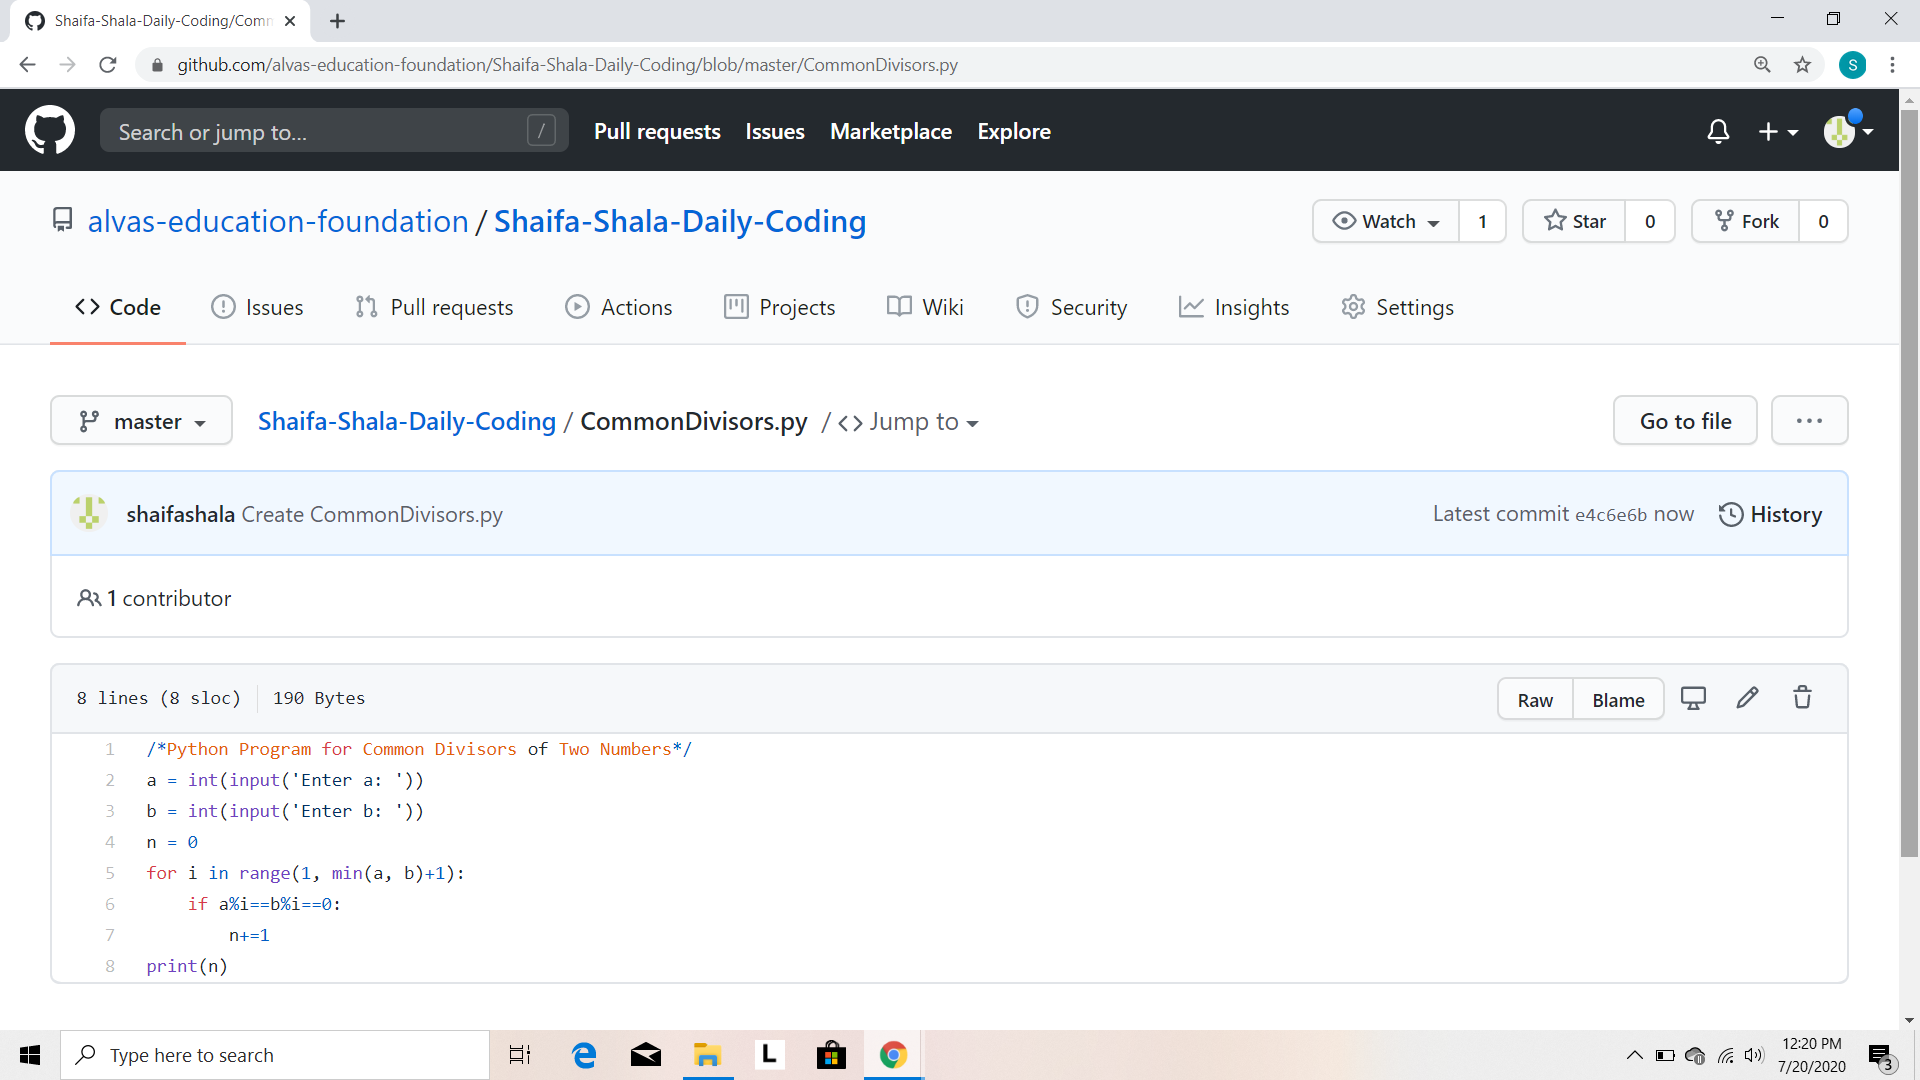 Shaifa-Shala-Daily-Coding/Comm
github.com/alvas-education-foundation/Shaifa-Shala-Daily-Coding/blob/master/CommonDivisors.py
S
Search or jump to...
/
Pull requests
Issues
Marketplace
Explore
alvas-education-foundation / Shaifa-Shala-Daily-Coding
Watch 1
Star 0
Fork 0
Code
Issues
Pull requests
Actions
Projects
Wiki
Security
Insights
Settings
master
Shaifa-Shala-Daily-Coding / CommonDivisors.py / <> Jump to
Go to file
...
shaifashala Create CommonDivisors.py
Latest commit e4c6e6b now
History
1 contributor
8 lines (8 sloc) 190 Bytes
Raw
Blame
1 /*Python Program for Common Divisors of Two Numbers*/
2 a = int(input('Enter a: '))
3 b = int(input('Enter b: '))
4 n = 0
5 for i in range(1, min(a, b)+1):
6     if a%i==b%i==0:
7         n+=1
8 print(n)
Type here to search
L
12:20 PM
7/20/2020
3